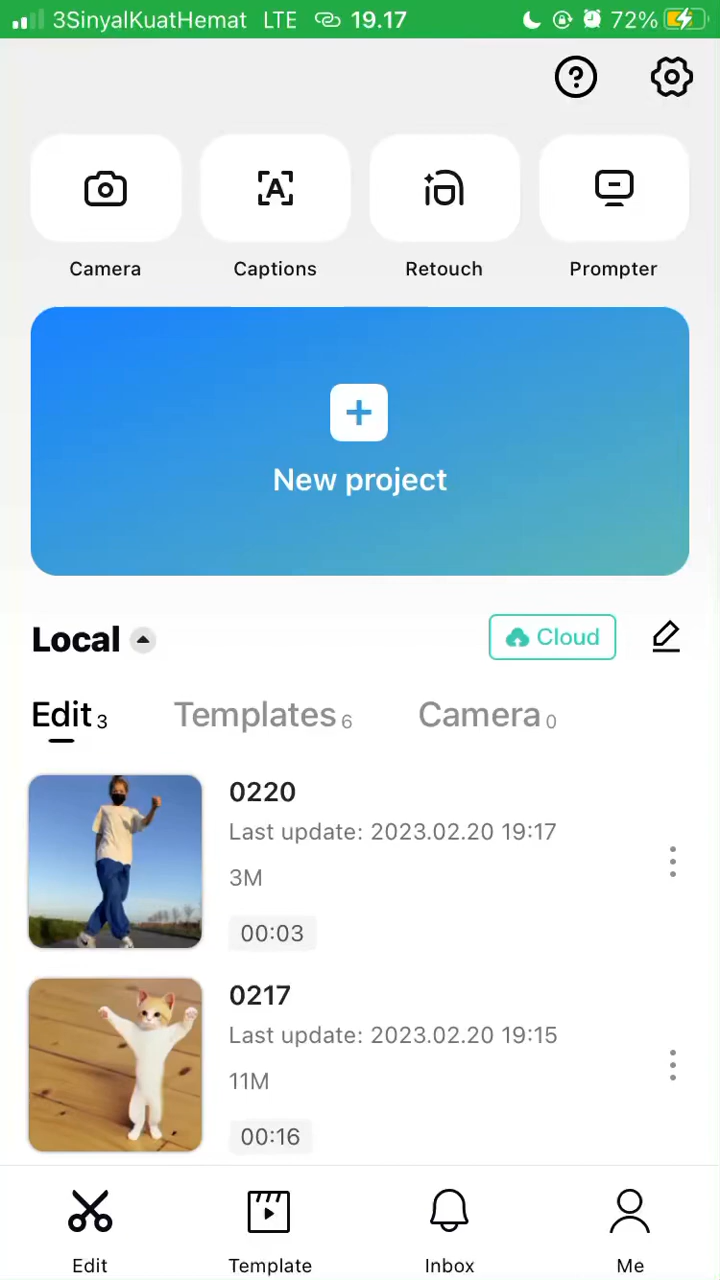 3SinyalKuatHemat LTE 19.17 72%
Camera Captions Retouch Prompter
New project
Local Cloud
Edit 3 Templates 6 Camera 0
0220
Last update: 2023.02.20 19:17
3M
00:03
0217
Last update: 2023.02.20 19:15
11M
00:16
Edit Template Inbox Me